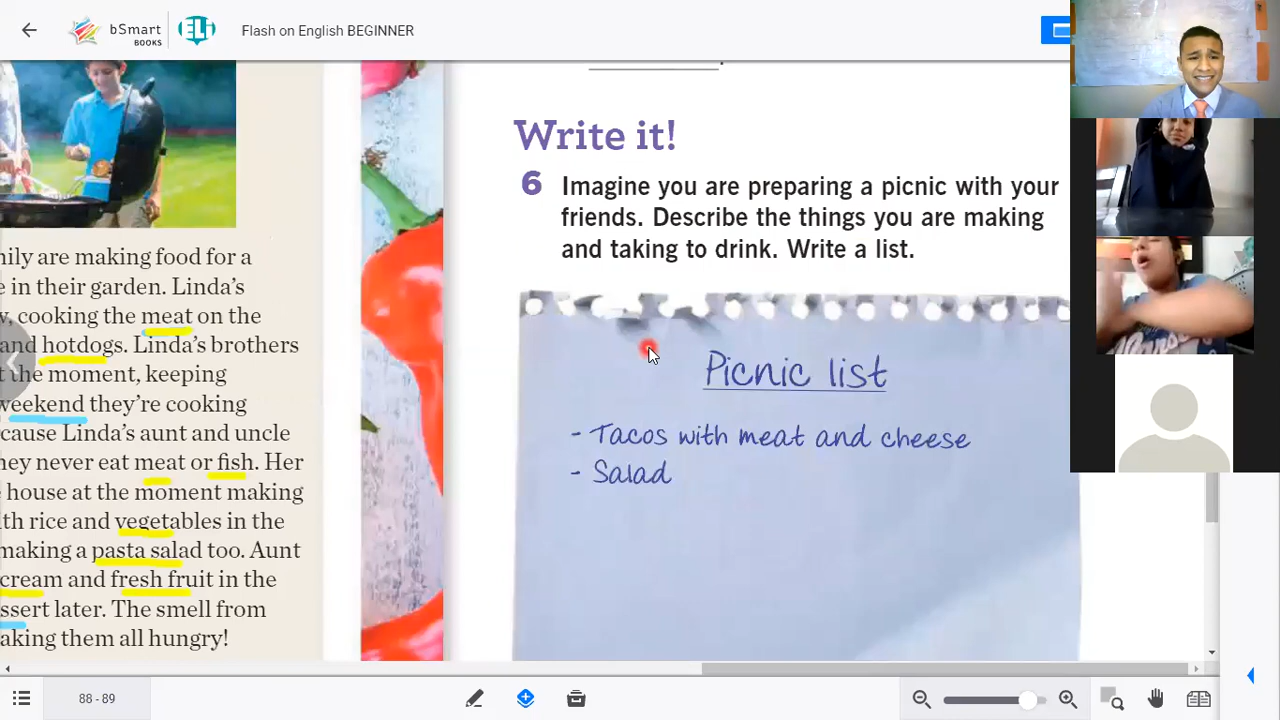 bSmart
BOOKS
ELi
Flash on English BEGINNER
nily are making food for a
e in their garden. Linda's
v, cooking the meat on the
and hotdogs. Linda's brothers
t the moment, keeping
weekend they're cooking
cause Linda's aunt and uncle
hey never eat meat or fish. Her
e house at the moment making
ith rice and vegetables in the
making a pasta salad too. Aunt
cream and fresh fruit in the
ssert later. The smell from
aking them all hungry!
Write it!
6 Imagine you are preparing a picnic with your
friends. Describe the things you are making
and taking to drink. Write a list.
Picnic list
- Tacos with meat and cheese
- Salad
88 - 89